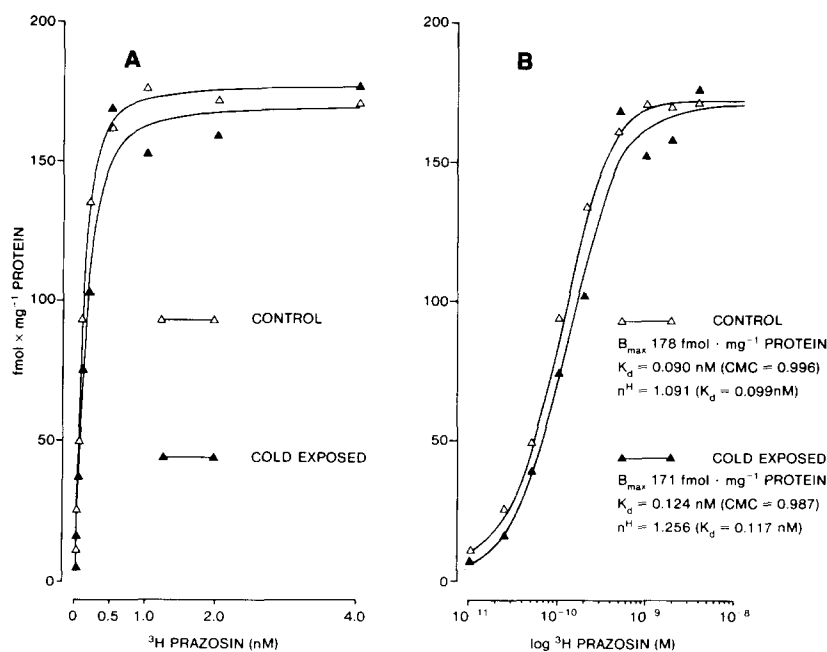 A
200
150
100
50
0
fmol × mg⁻¹ PROTEIN
CONTROL
COLD EXPOSED
0 0.5 1.0 2.0 4.0
³H PRAZOSIN (nM)
B
200
150
100
50
0
CONTROL
Bmax 178 fmol · mg⁻¹ PROTEIN
Kd = 0.090 nM (CMC = 0.996)
nᴴ = 1.091 (Kd = 0.099nM)
COLD EXPOSED
Bmax 171 fmol · mg⁻¹ PROTEIN
Kd = 0.124 nM (CMC = 0.987)
nᴴ = 1.256 (Kd = 0.117 nM)
10⁻¹¹ 10⁻¹⁰ 10⁻⁹ 10⁻⁸
log ³H PRAZOSIN (M)